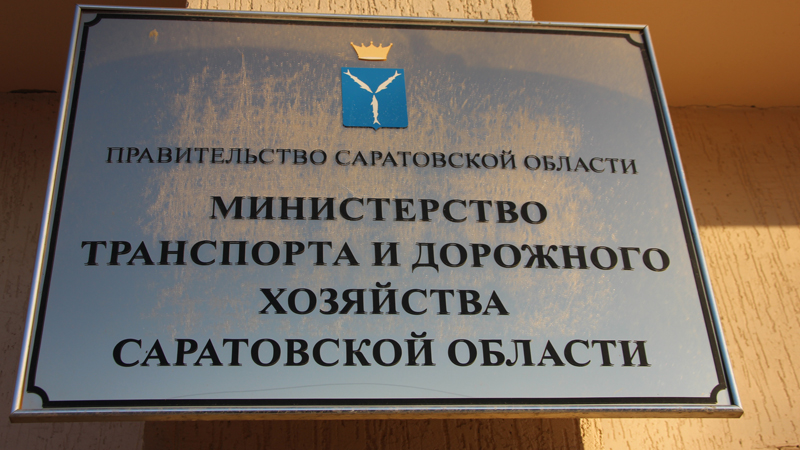 ПРАВИТЕЛЬСТВО САРАТОВСКОЙ ОБЛАСТИ
МИНИСТЕРСТВО
ТРАНСПОРТА И ДОРОЖНОГО
ХОЗЯЙСТВА
САРАТОВСКОЙ ОБЛАСТИ